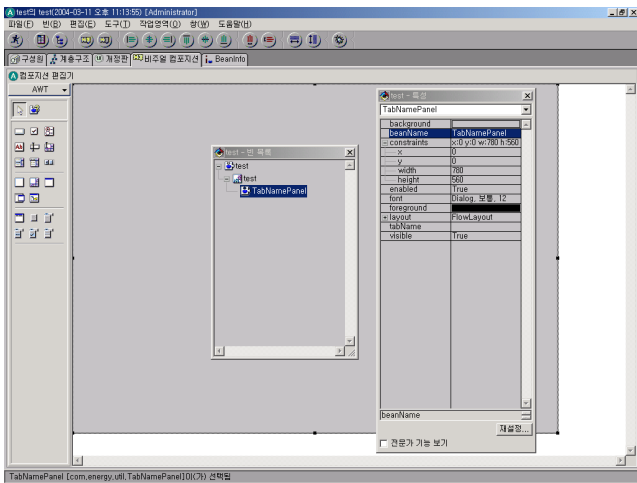 test의 test(2004-03-11 오후 11:13:55) [Administrator]
파일(F) 빈(B) 편집(E) 도구(T) 작업영역(O) 창(W) 도움말(H)
구성원 계층구조 개정판 비주얼 컴포지션 BeanInfo
컴포지션 편집기
AWT
test - 빈 목록
test
test
TabNamePanel
test - 특성
TabNamePanel
background
beanName TabNamePanel
constraints x:0 y:0 w:780 h:560
x 0
y 0
width 780
height 560
enabled True
font Dialog, 보통, 12
foreground
layout FlowLayout
tabName
visible True
beanName
재설정...
전문가 기능 보기
TabNamePanel [com.energy.util.TabNamePanel]이(가) 선택됨